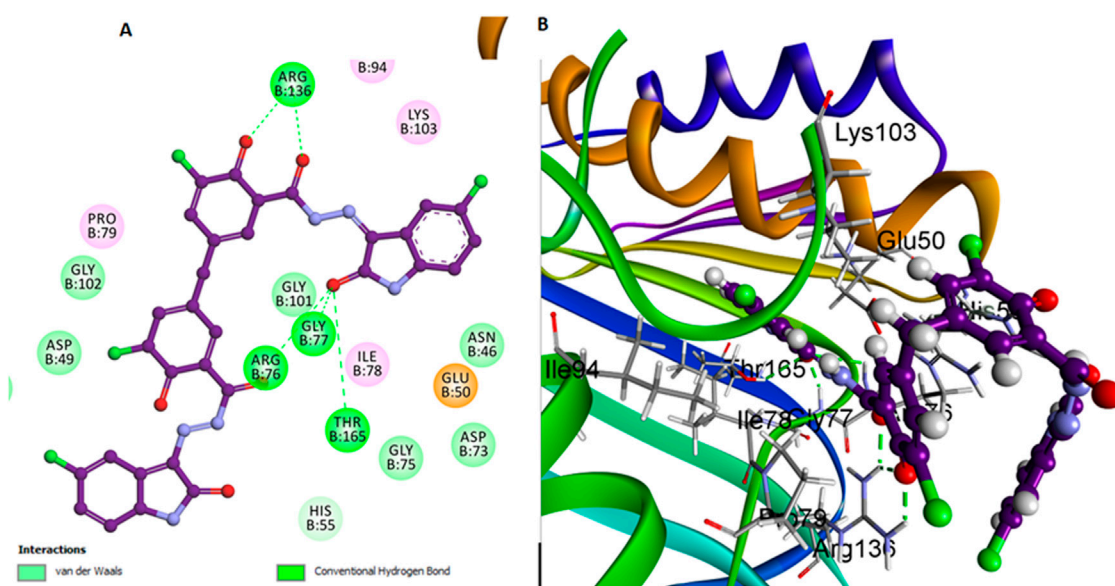 A
B
ARG
B:136
B:94
LYS
B:103
PRO
B:79
GLY
B:102
GLY
B:101
GLY
B:77
ASP
B:49
ARG
B:76
ILE
B:78
ASN
B:46
GLU
B:50
THR
B:165
GLY
B:75
ASP
B:73
HIS
B:55
Interactions
van der Waals
Conventional Hydrogen Bond
Lys103
Glu50
Ile94
Thr165
Ile78
Gly77
Arg136